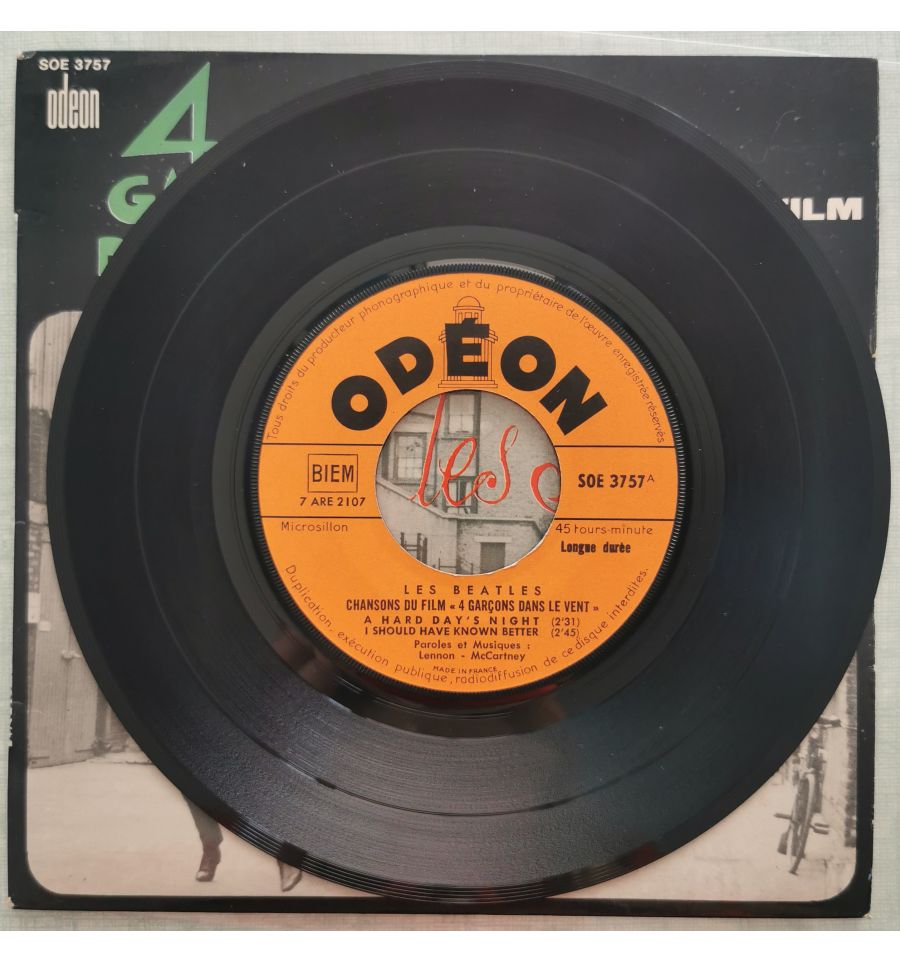 SOE 3757
odeon
4
FILM
Tous droits du producteur phonographique et du propriétaire de l'œuvre enregistrée réservés
ODÉON
BIEM
7 ARE 2107
SOE 3757 A
Microsillon
45 tours-minute
Longue durée
les
LES BEATLES
CHANSONS DU FILM « 4 GARÇONS DANS LE VENT »
A HARD DAY'S NIGHT (2'31)
I SHOULD HAVE KNOWN BETTER (2'45)
Paroles et Musiques :
Lennon - McCartney
MADE IN FRANCE
Duplication, exécution publique, radiodiffusion de ce disque interdites.